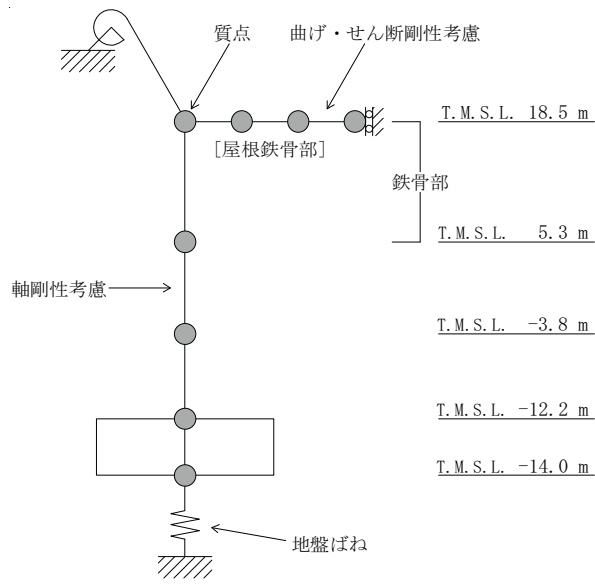 質点
曲げ・せん断剛性考慮
T.M.S.L. 18.5 m
[屋根鉄骨部]
鉄骨部
T.M.S.L. 5.3 m
軸剛性考慮
T.M.S.L. -3.8 m
T.M.S.L. -12.2 m
T.M.S.L. -14.0 m
地盤ばね